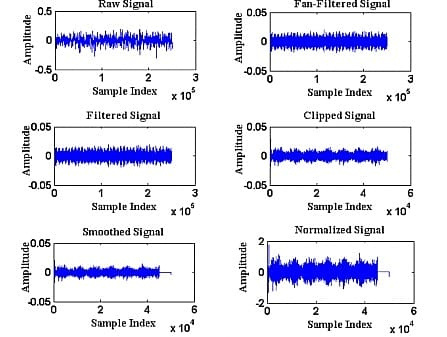 Raw Signal
Fan-Filtered Signal
Amplitude
0.5
0
0.5
0 1 2 3
Sample Index
x 10^5
Amplitude
0.05
0
-0.05
0 1 2 3
Sample Index
x 10^5
Filtered Signal
Clipped Signal
Amplitude
0.05
0
-0.05
0 1 2 3
Sample Index
x 10^5
Amplitude
0.05
0
-0.05
0 2 4 6
Sample Index
x 10^4
Smoothed Signal
Normalized Signal
Amplitude
0.05
0
-0.05
0 2 4 6
Sample Index
x 10^4
Amplitude
2
0
-2
0 2 4 6
Sample Index
x 10^4